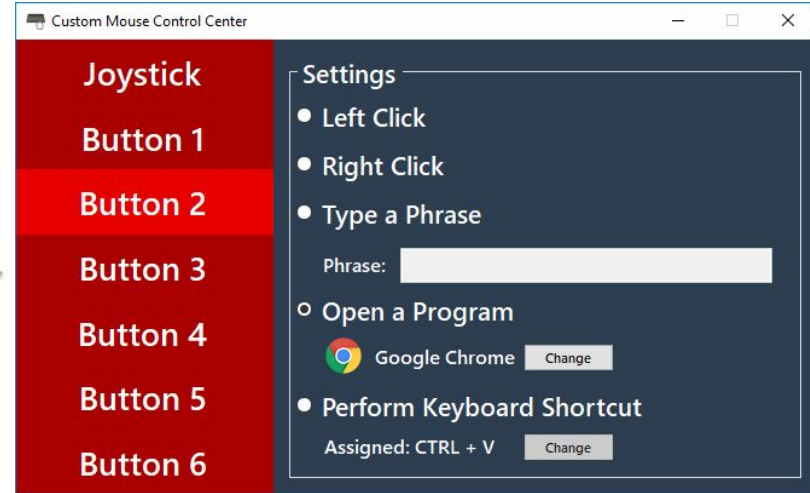 Custom Mouse Control Center
Joystick
Button 1
Button 2
Button 3
Button 4
Button 5
Button 6
Settings
Left Click
Right Click
Type a Phrase
Phrase:
Open a Program
Google Chrome Change
Perform Keyboard Shortcut
Assigned: CTRL + V Change